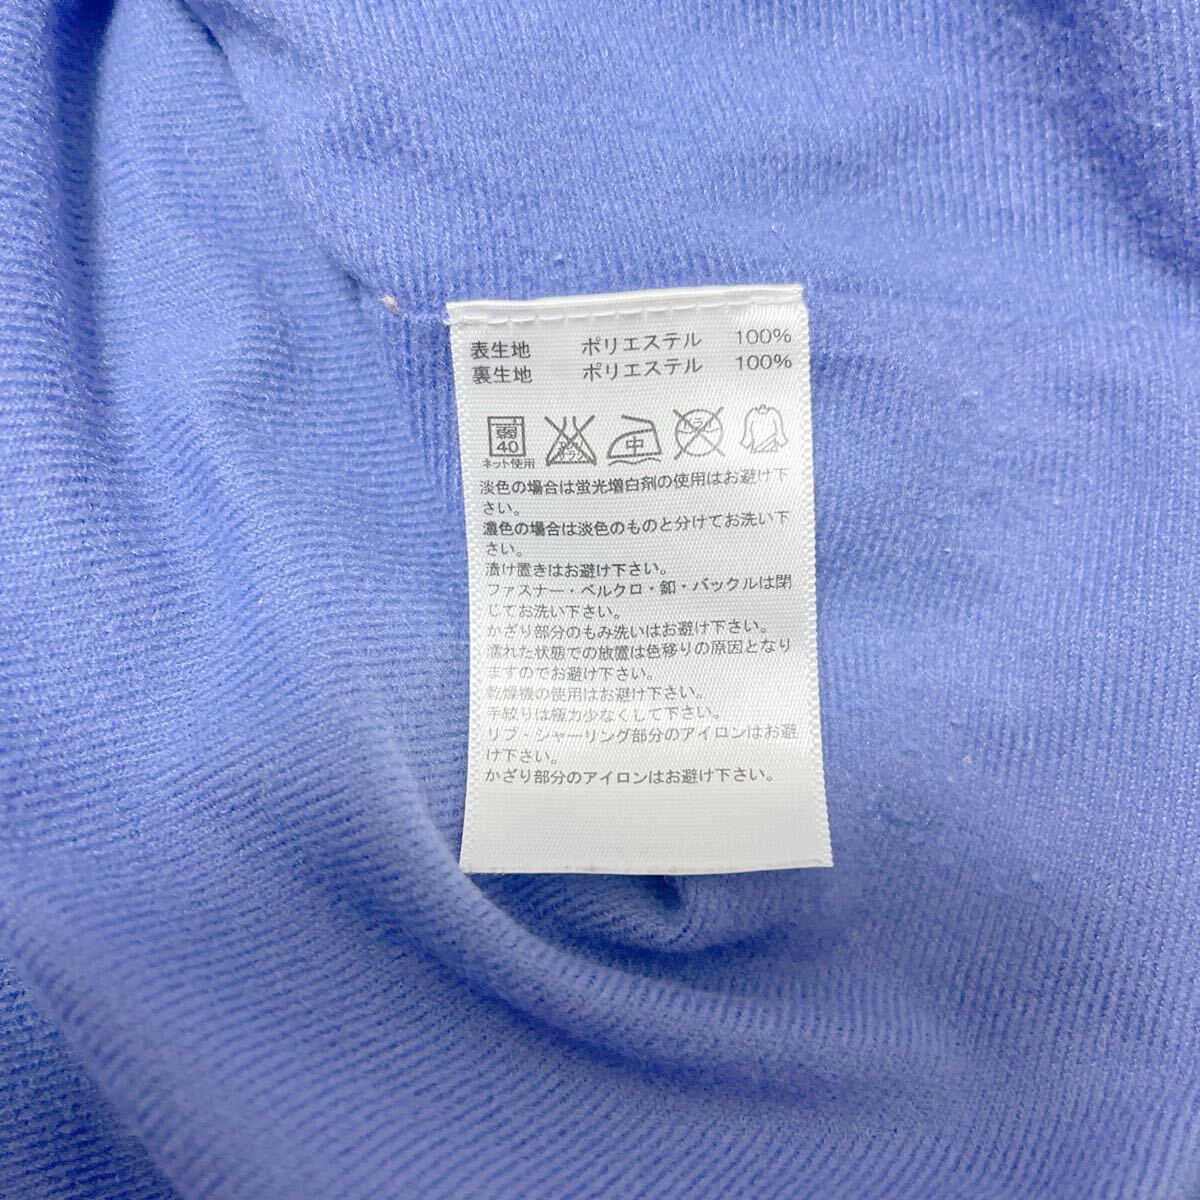 表生地 ポリエステル 100%
裏生地 ポリエステル 100%
弱
40
ネット使用
エンソ
サラシ
中
ドライ
淡色の場合は蛍光増白剤の使用はお避け下
さい。
濃色の場合は淡色のものと分けてお洗い下
さい。
漬け置きはお避け下さい。
ファスナー・ベルクロ・釦・バックルは閉
じてお洗い下さい。
かざり部分のもみ洗いはお避け下さい。
濡れた状態での放置は色移りの原因となり
ますのでお避け下さい。
乾燥機の使用はお避け下さい。
手絞りは極力少なくして下さい。
リブ・シャーリング部分のアイロンはお避
け下さい。
かざり部分のアイロンはお避け下さい。